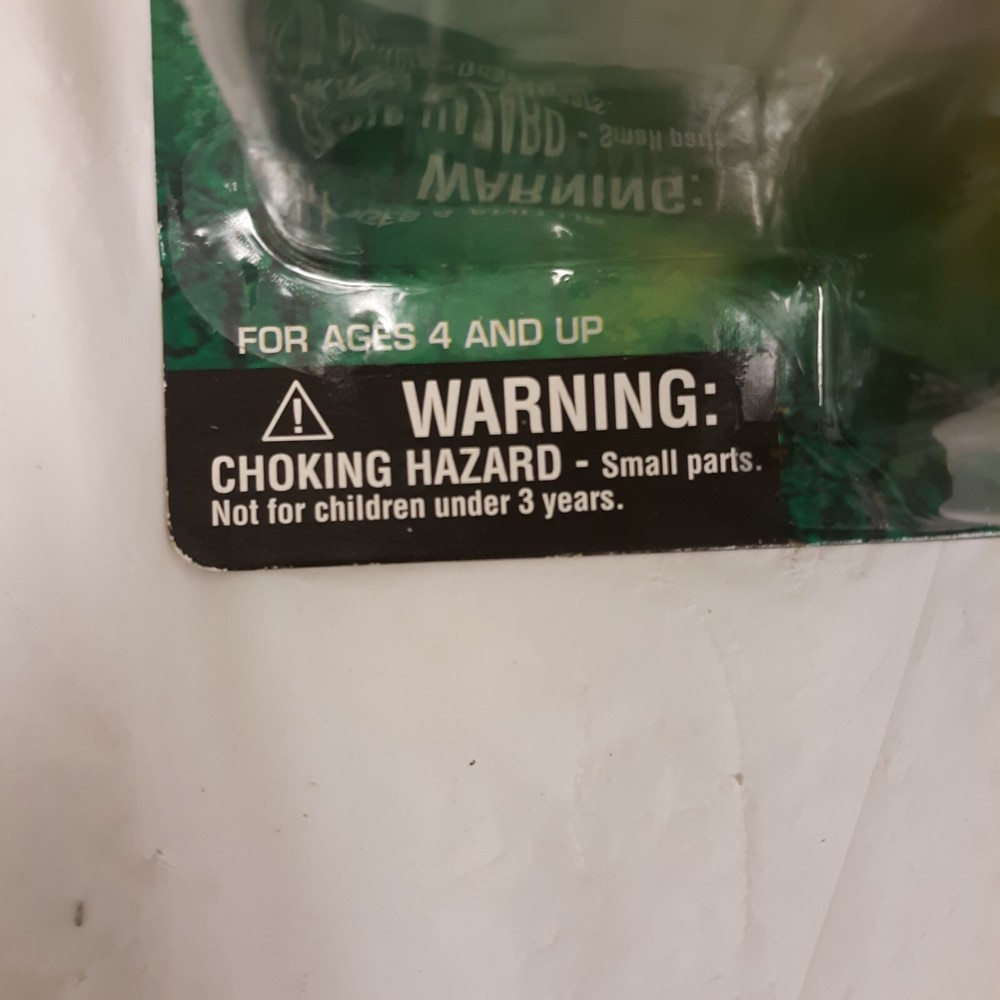 FOR AGES 4 AND UP
WARNING:
CHOKING HAZARD - Small parts.
Not for children under 3 years.